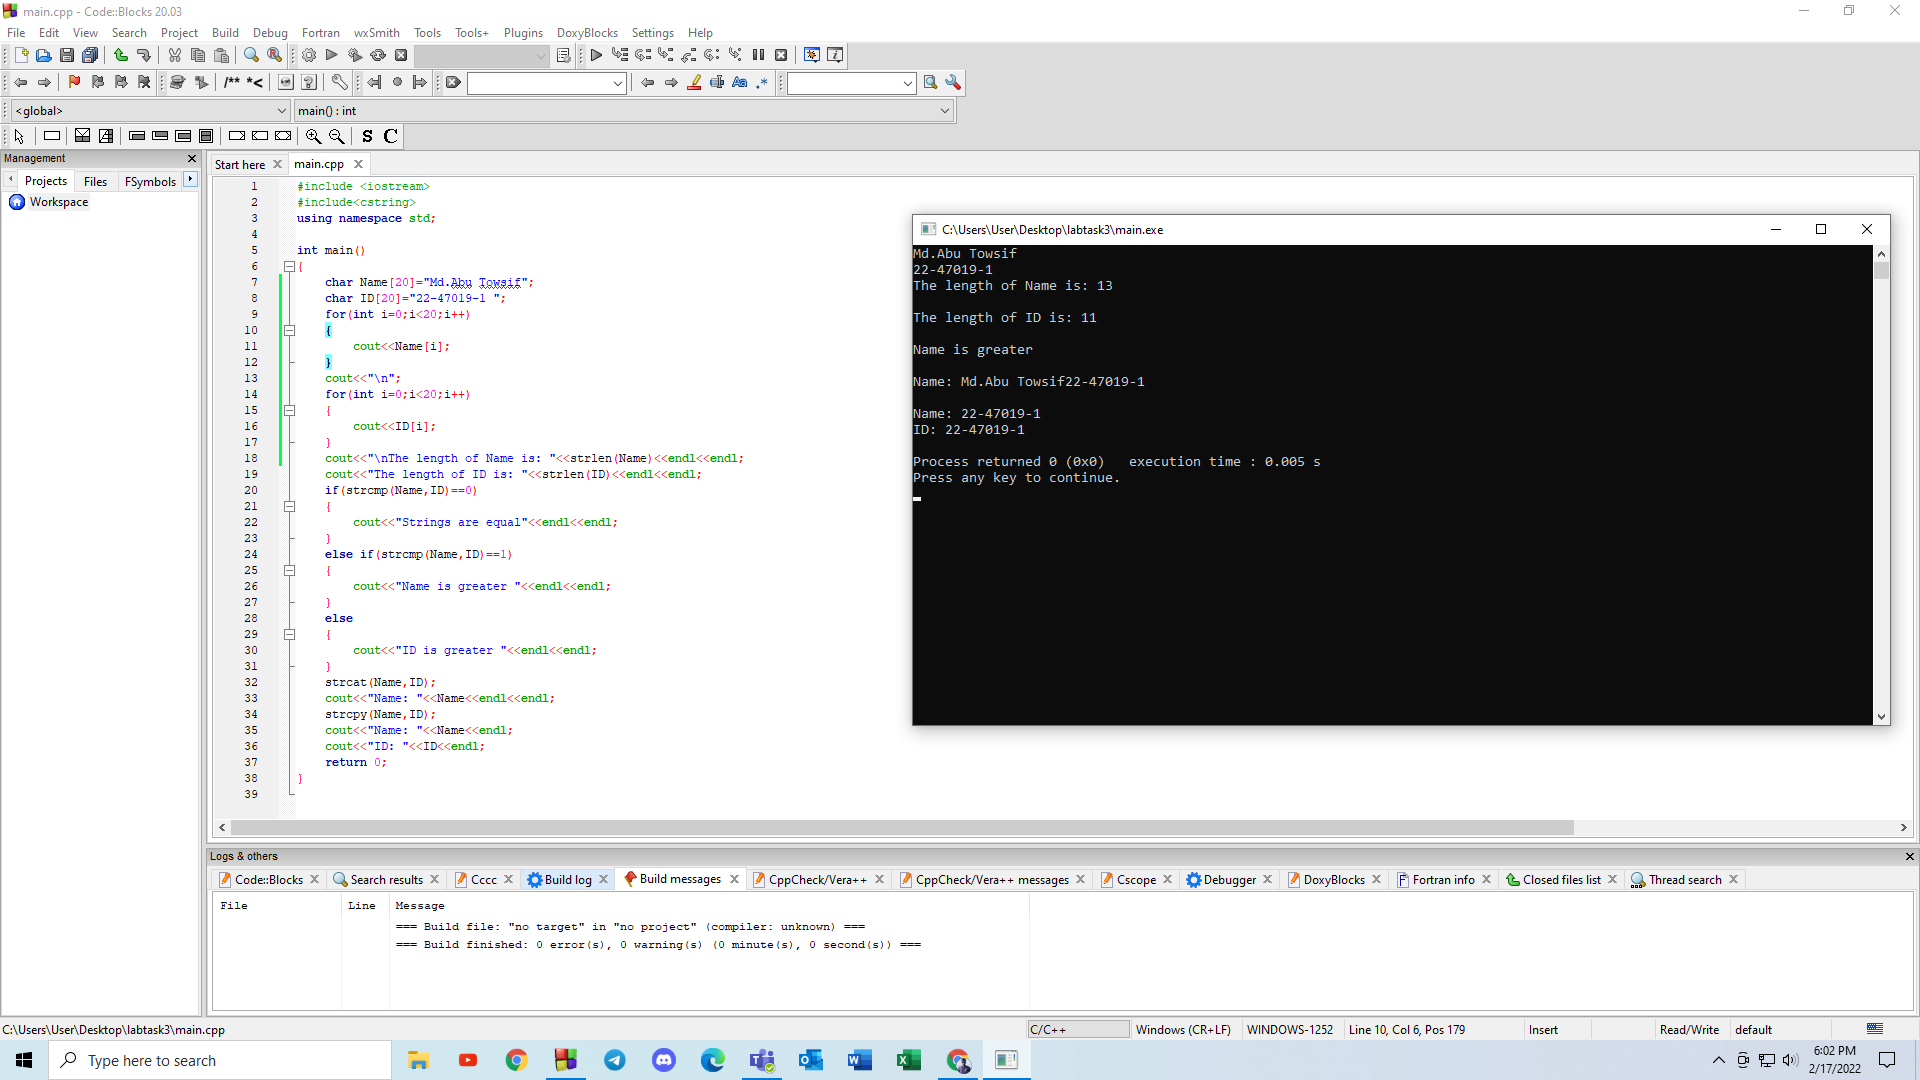 main.cpp - Code::Blocks 20.03
File Edit View Search Project Build Debug Fortran wxSmith Tools Tools+ Plugins DoxyBlocks Settings Help
/** *<
Aa .*
<global> main() : int
S C
Management
Projects Files FSymbols
Workspace
Start here main.cpp
1 #include <iostream>
2 #include<cstring>
3 using namespace std;
4
5 int main()
6 {
7 char Name[20]="Md.Abu Towsif";
8 char ID[20]="22-47019-1 ";
9 for(int i=0;i<20;i++)
10 {
11 cout<<Name[i];
12 }
13 cout<<"\n";
14 for(int i=0;i<20;i++)
15 {
16 cout<<ID[i];
17 }
18 cout<<"\nThe length of Name is: "<<strlen(Name)<<endl<<endl;
19 cout<<"The length of ID is: "<<strlen(ID)<<endl<<endl;
20 if(strcmp(Name,ID)==0)
21 {
22 cout<<"Strings are equal"<<endl<<endl;
23 }
24 else if(strcmp(Name,ID)==1)
25 {
26 cout<<"Name is greater "<<endl<<endl;
27 }
28 else
29 {
30 cout<<"ID is greater "<<endl<<endl;
31 }
32 strcat(Name,ID);
33 cout<<"Name: "<<Name<<endl<<endl;
34 strcpy(Name,ID);
35 cout<<"Name: "<<Name<<endl;
36 cout<<"ID: "<<ID<<endl;
37 return 0;
38 }
39
C:\Users\User\Desktop\labtask3\main.exe
Md.Abu Towsif
22-47019-1
The length of Name is: 13
The length of ID is: 11
Name is greater
Name: Md.Abu Towsif22-47019-1
Name: 22-47019-1
ID: 22-47019-1
Process returned 0 (0x0) execution time : 0.005 s
Press any key to continue.
Logs & others
Code::Blocks Search results Cccc Build log Build messages CppCheck/Vera++ CppCheck/Vera++ messages Cscope Debugger DoxyBlocks Fortran info Closed files list Thread search
File Line Message
=== Build file: "no target" in "no project" (compiler: unknown) ===
=== Build finished: 0 error(s), 0 warning(s) (0 minute(s), 0 second(s)) ===
C:\Users\User\Desktop\labtask3\main.cpp C/C++ Windows (CR+LF) WINDOWS-1252 Line 10, Col 6, Pos 179 Insert Read/Write default
Type here to search
6:02 PM
2/17/2022